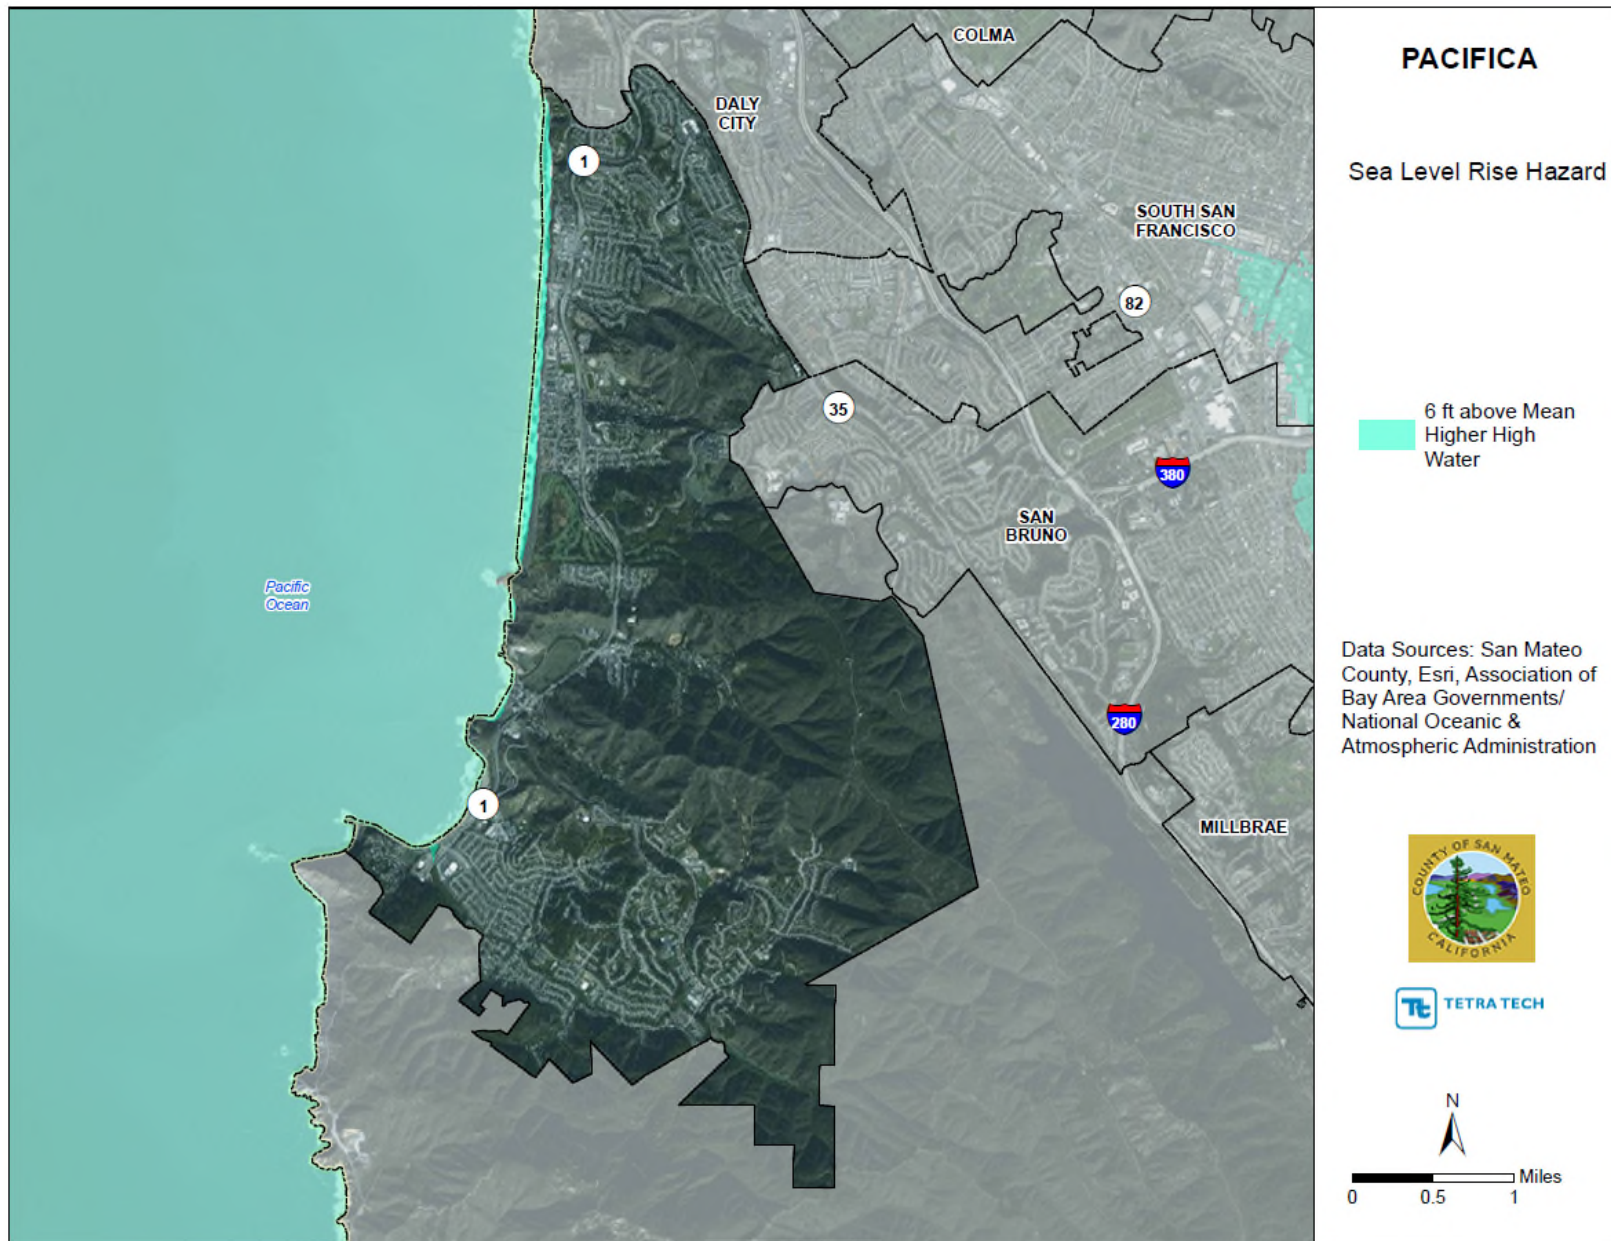 COLMA
DALY
CITY
1
SOUTH SAN
FRANCISCO
82
35
380
SAN
BRUNO
Pacific
Ocean
280
1
MILLBRAE
PACIFICA
Sea Level Rise Hazard
6 ft above Mean
Higher High
Water
Data Sources: San Mateo
County, Esri, Association of
Bay Area Governments/
National Oceanic &
Atmospheric Administration
COUNTY OF SAN MATEO
CALIFORNIA
Tt TETRA TECH
N
Miles
0 0.5 1